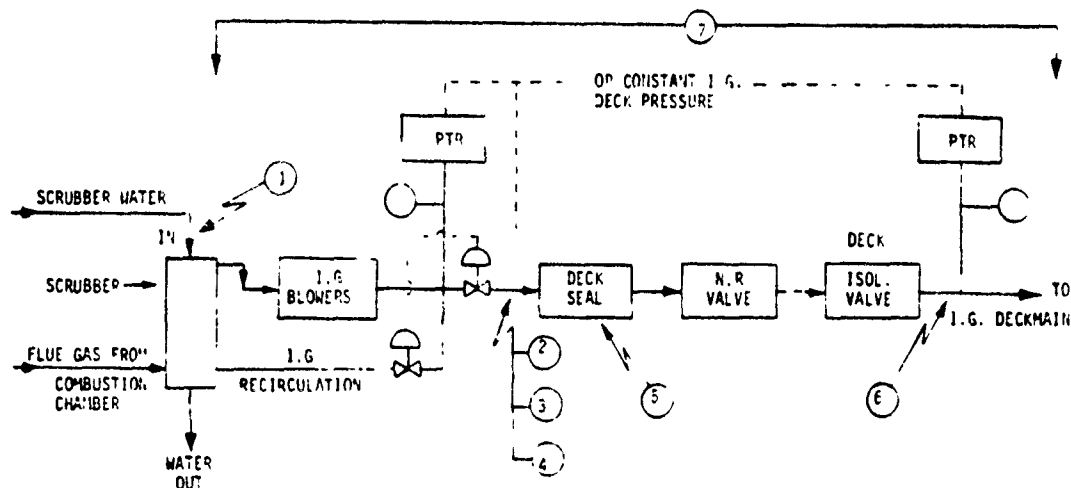 7
OR CONSTANT I.G.
DECK PRESSURE
PTR
PTR
1
SCRUBBER WATER
IN
SCRUBBER
I.G
BLOWERS
DECK
SEAL
N.R
VALVE
DECK
ISOL.
VALVE
TO
I.G. DECKMAIN
FLUE GAS FROM
COMBUSTION
CHAMBER
I.G
RECIRCULATION
2
3
4
5
6
WATER
OUT